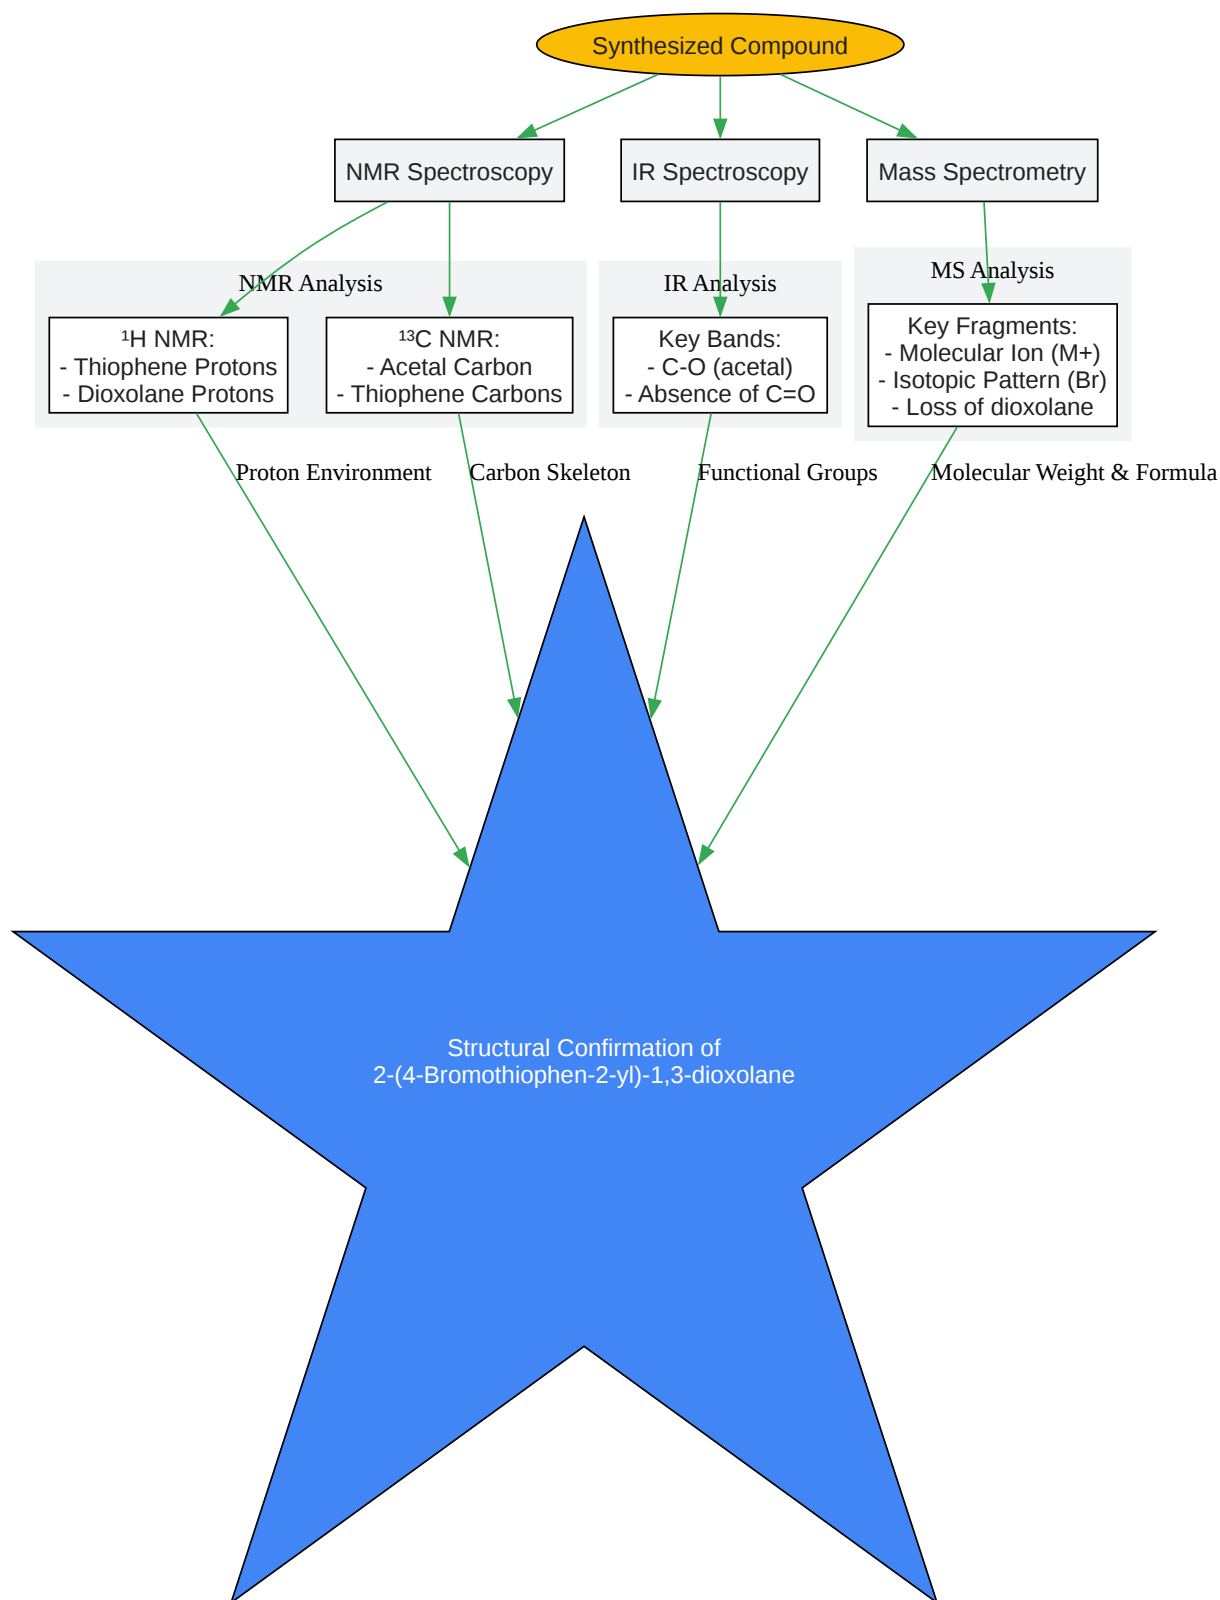 Synthesized Compound
NMR Spectroscopy
IR Spectroscopy
Mass Spectrometry
NMR Analysis
IR Analysis
MS Analysis
¹H NMR:
- Thiophene Protons
- Dioxolane Protons
¹³C NMR:
- Acetal Carbon
- Thiophene Carbons
Key Bands:
- C-O (acetal)
- Absence of C=O
Key Fragments:
- Molecular Ion (M+)
- Isotopic Pattern (Br)
- Loss of dioxolane
Proton Environment
Carbon Skeleton
Functional Groups
Molecular Weight & Formula
Structural Confirmation of
2-(4-Bromothiophen-2-yl)-1,3-dioxolane